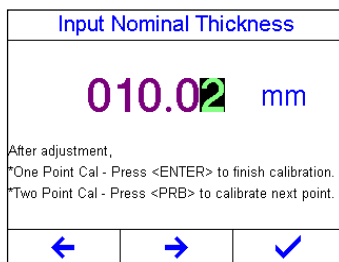 Input Nominal Thickness
010.02 mm
After adjustment,
*One Point Cal - Press <ENTER> to finish calibration.
*Two Point Cal - Press <PRB> to calibrate next point.